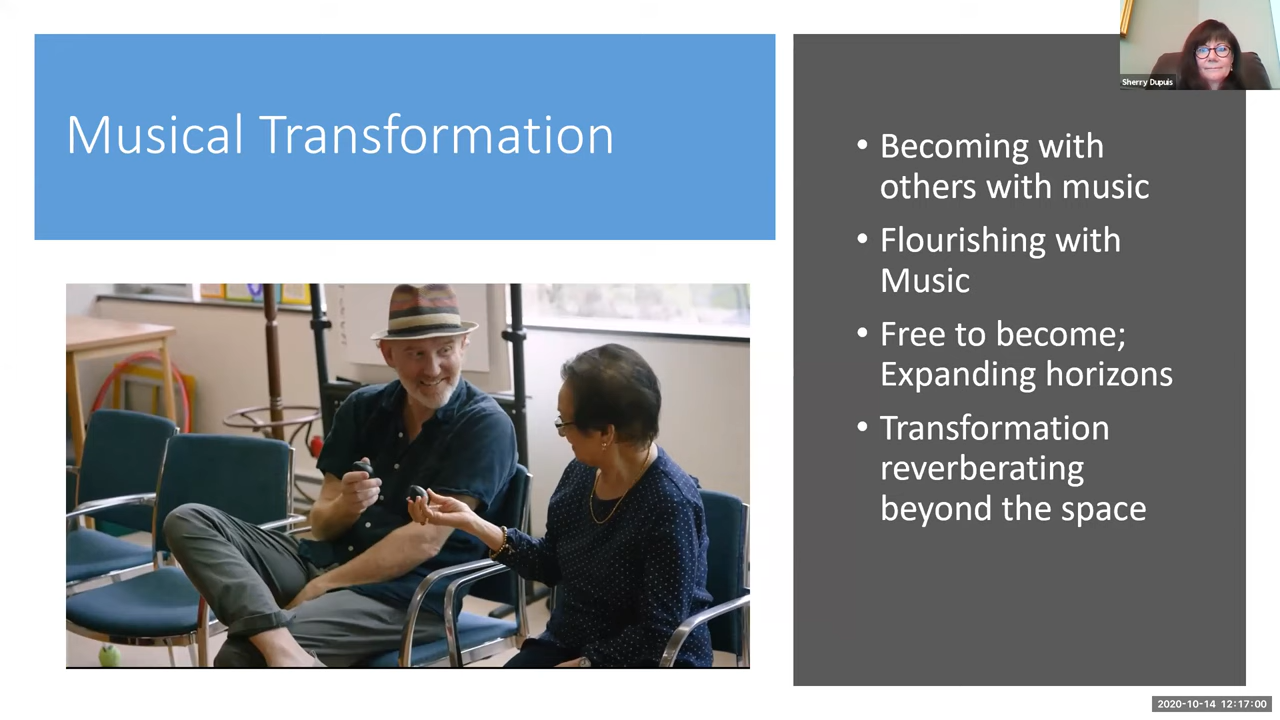 Musical Transformation
Sherry Dupuis
• Becoming with
others with music
• Flourishing with
Music
• Free to become;
Expanding horizons
• Transformation
reverberating
beyond the space
2020-10-14 12:17:00